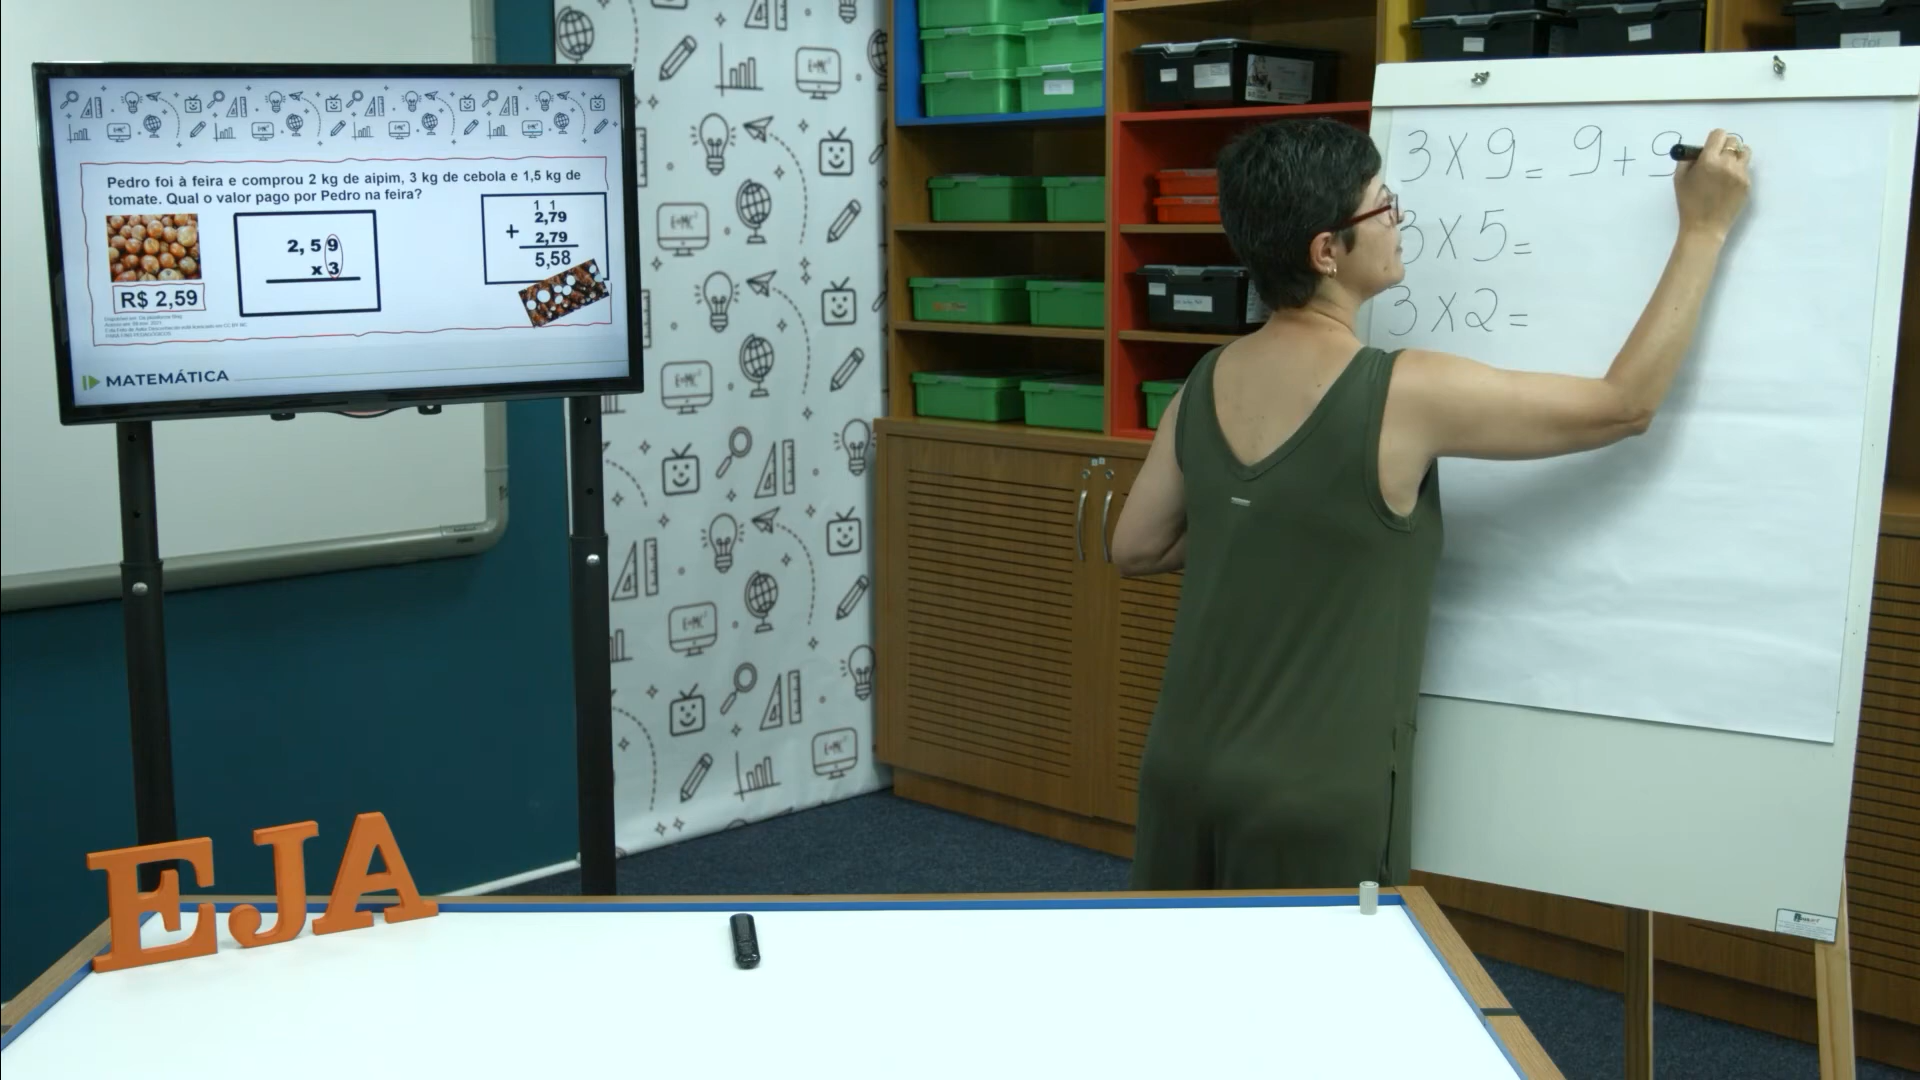 Pedro foi à feira e comprou 2 kg de aipim, 3 kg de cebola e 1,5 kg de
tomate. Qual o valor pago por Pedro na feira?
2,59
x 3
1 1
2,79
+ 2,79
5,58
R$ 2,59
MATEMÁTICA
3 X 9 = 9 + 9
3 X 5 =
3 X 2 =
EJA